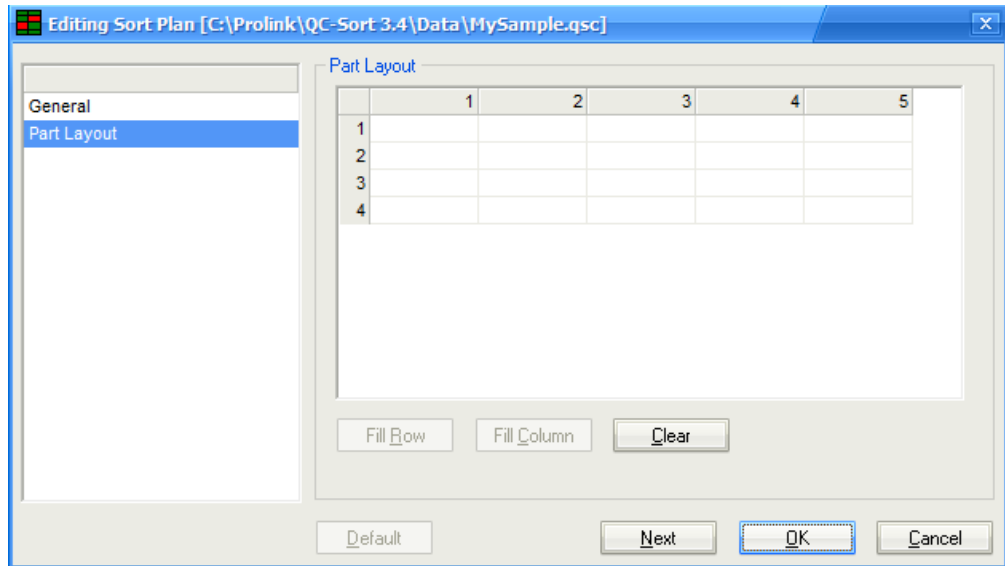 Editing Sort Plan [C:\Prolink\QC-Sort 3.4\Data\MySample.qsc]
General
Part Layout
Part Layout
1 2 3 4 5
1
2
3
4
Fill Row Fill Column Clear
Default Next OK Cancel